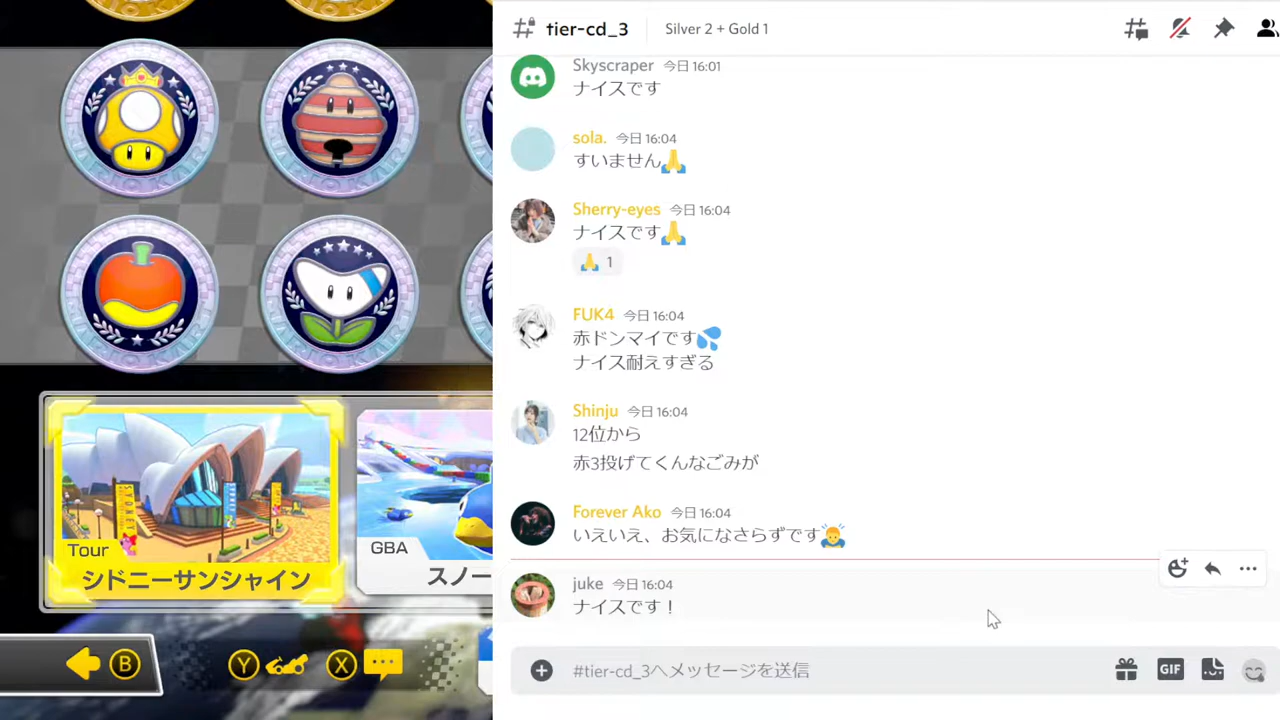 tier-cd_3
Silver 2 + Gold 1
Skyscraper 今日 16:01
ナイスです
sola. 今日 16:04
すいません🙏
Sherry-eyes 今日 16:04
ナイスです🙏
🙏 1
FUK4 今日 16:04
赤ドンマイです💦
ナイス耐えすぎる
Shinju 今日 16:04
12位から
赤3投げてくんなごみが
Forever Ako 今日 16:04
いえいえ、お気になさらずです🙇‍♂️
juke 今日 16:04
ナイスです！
#tier-cd_3へメッセージを送信
GIF
Tour
シドニーサンシャイン
GBA
スノー
B
Y
X